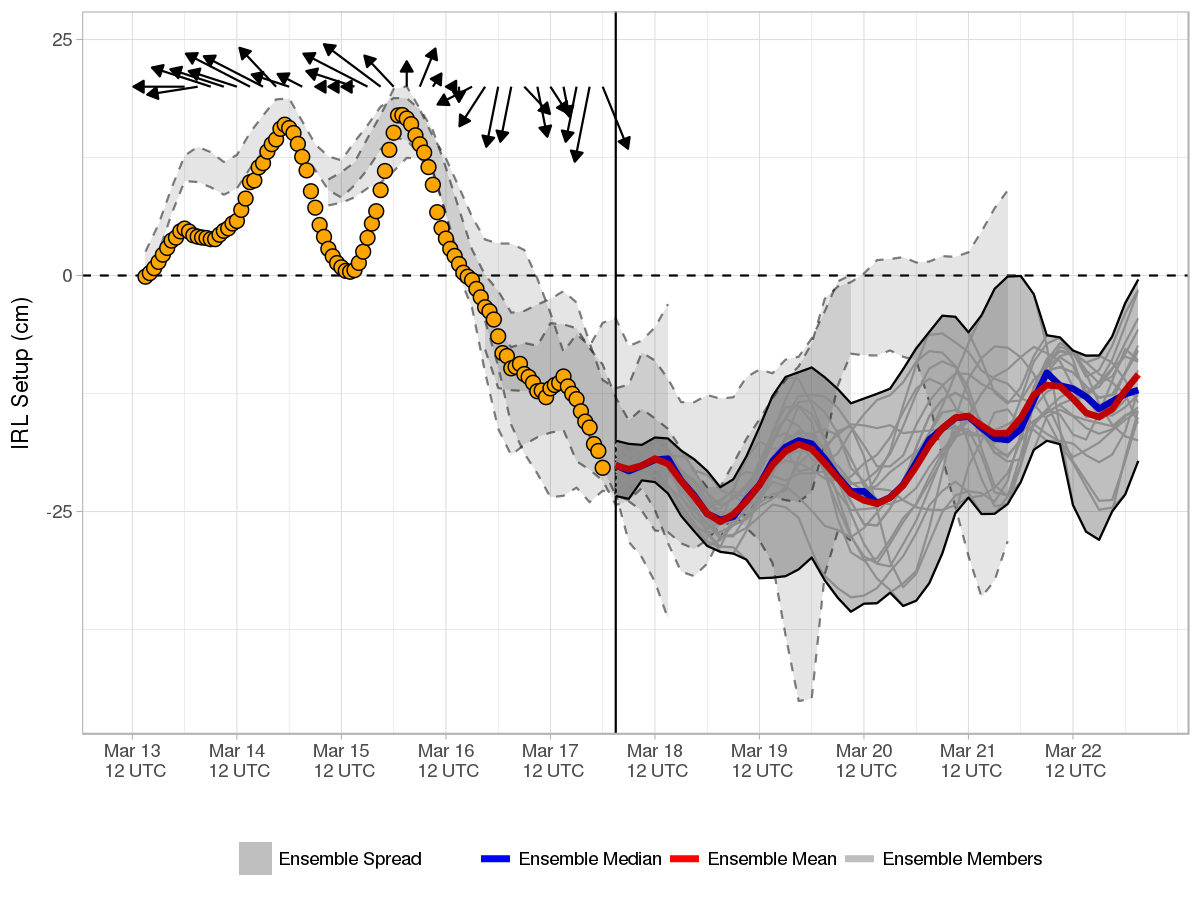 IRL Setup (cm)
25
0
-25
Mar 13 Mar 14 Mar 15 Mar 16 Mar 17 Mar 18 Mar 19 Mar 20 Mar 21 Mar 22
12 UTC 12 UTC 12 UTC 12 UTC 12 UTC 12 UTC 12 UTC 12 UTC 12 UTC 12 UTC
Ensemble Spread Ensemble Median Ensemble Mean Ensemble Members